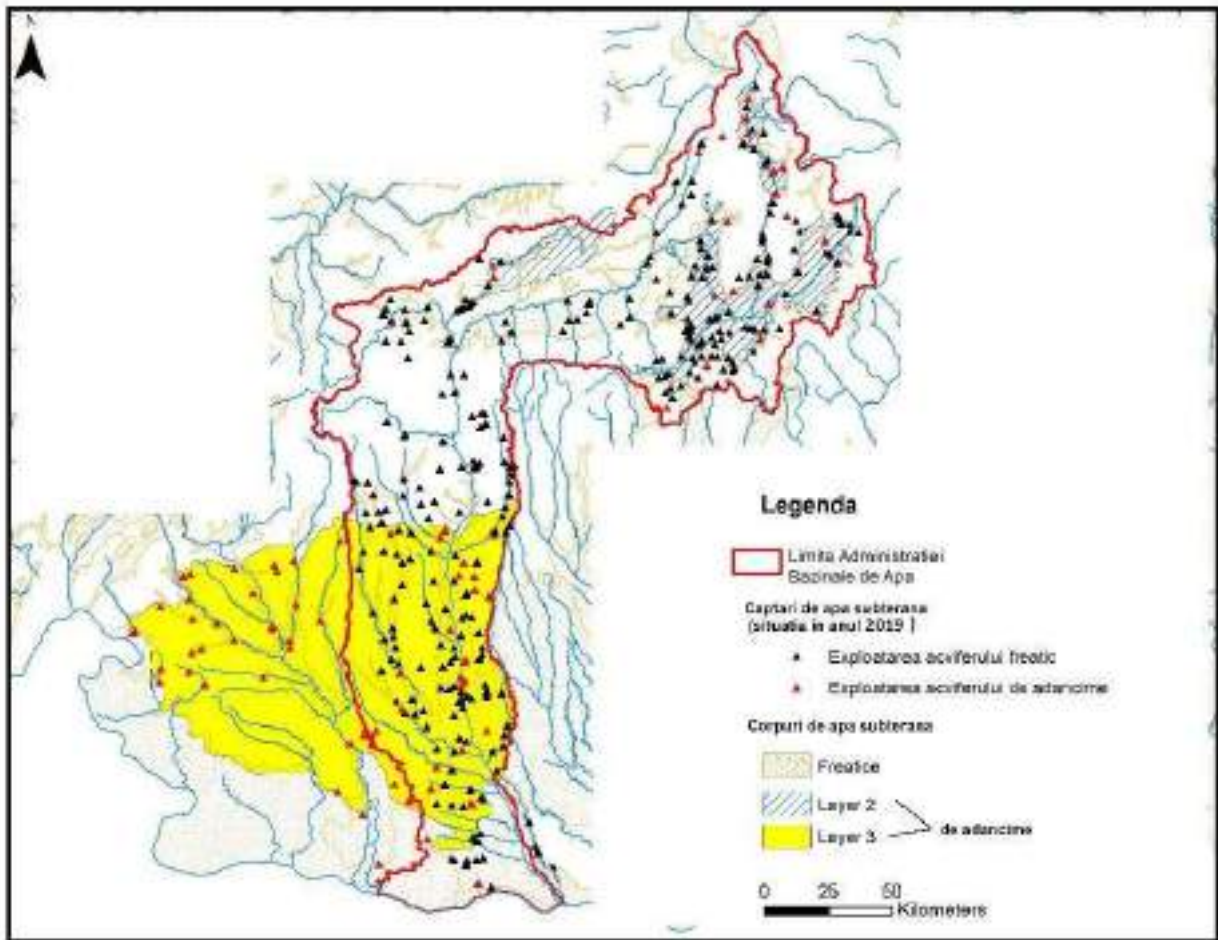 N
Legenda
Limita Administratiei
Bazinale de Apa
Captari de apa subterana
(situatia in anul 2019 )
Exploatarea acviferului freatic
Exploatarea acviferului de adancime
Corpuri de apa subterana
Freatice
Layer 2
de adancime
Layer 3
0 25 50
Kilometers